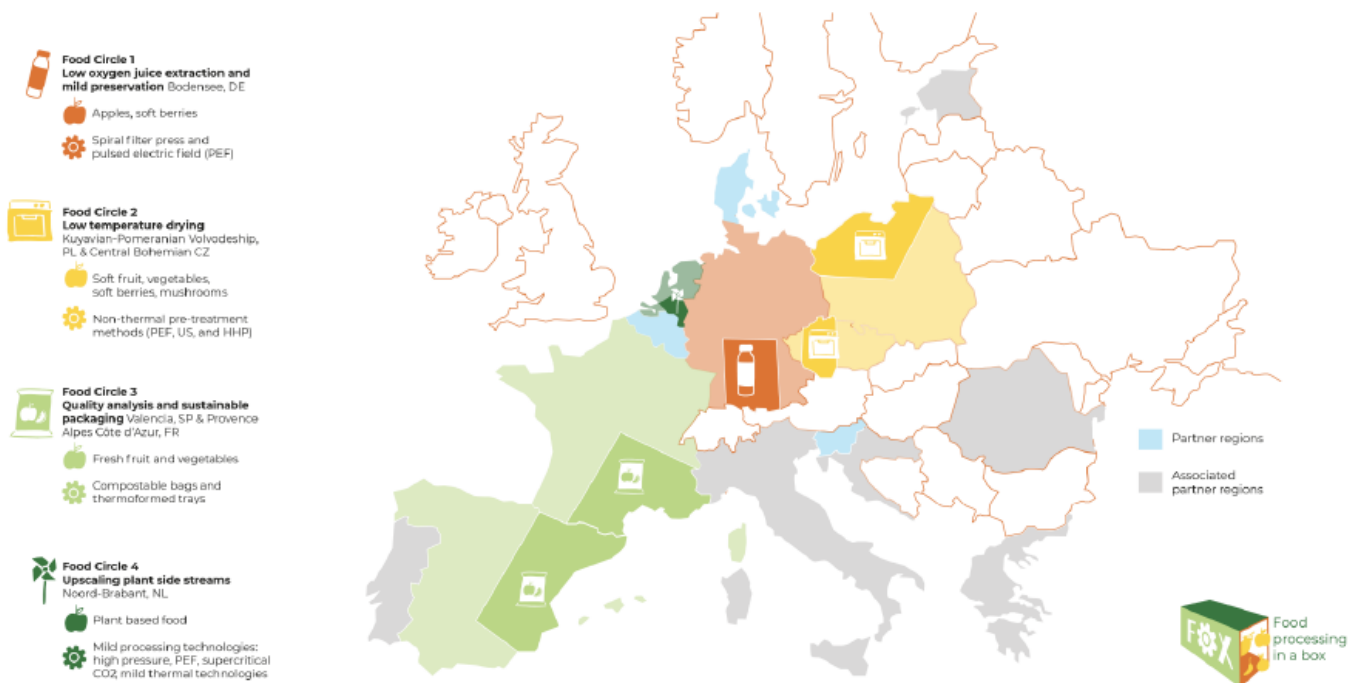 Food Circle 1
Low oxygen juice extraction and
mild preservation Bodensee, DE
Apples, soft berries
Spiral filter press and
pulsed electric field (PEF)
Food Circle 2
Low temperature drying
Kuyavian-Pomeranian Volvodeship,
PL & Central Bohemian CZ
Soft fruit, vegetables,
soft berries, mushrooms
Non-thermal pre-treatment
methods (PEF, US, and HHP)
Food Circle 3
Quality analysis and sustainable
packaging Valencia, SP & Provence
Alpes Côte d'Azur, FR
Fresh fruit and vegetables
Compostable bags and
thermoformed trays
Food Circle 4
Upscaling plant side streams
Noord-Brabant, NL
Plant based food
Mild processing technologies:
high pressure, PEF, supercritical
CO2, mild thermal technologies
Partner regions
Associated
partner regions
FOX
Food
processing
in a box